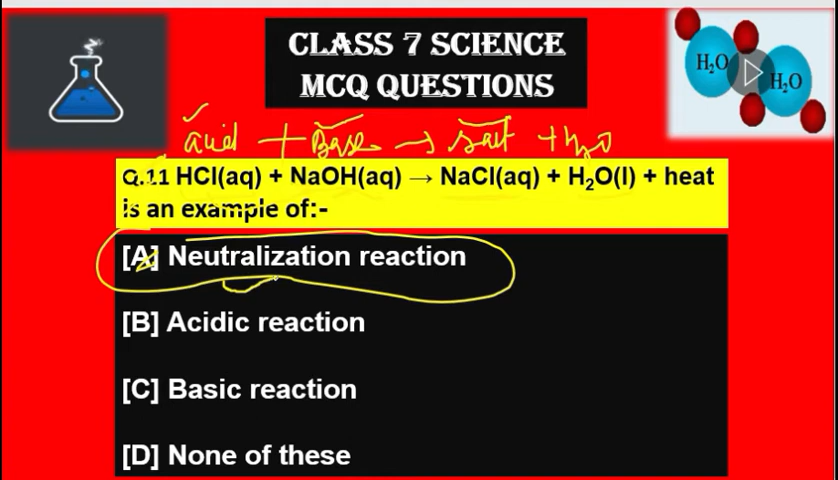 CLASS 7 SCIENCE
MCQ QUESTIONS
H₂O
H₂O
acid + Base → salt + H₂O
Q.11 HCl(aq) + NaOH(aq) → NaCl(aq) + H₂O(l) + heat
is an example of:-
[A] Neutralization reaction
[B] Acidic reaction
[C] Basic reaction
[D] None of these